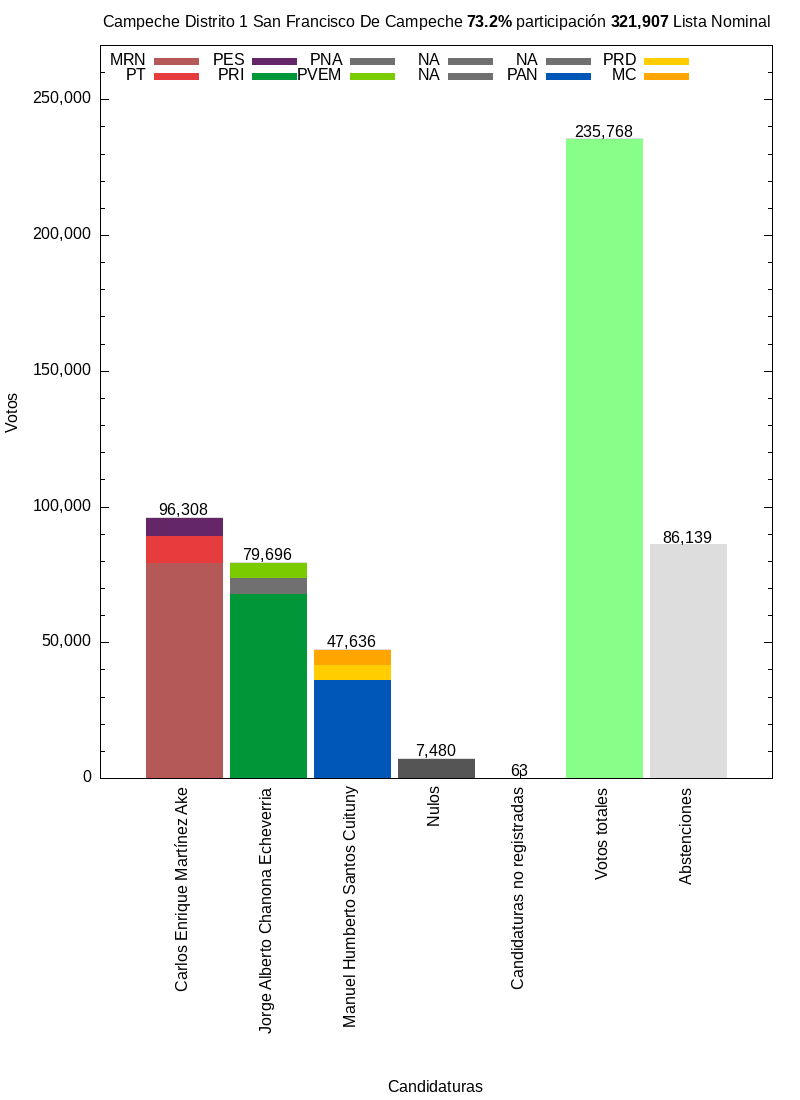 Campeche Distrito 1 San Francisco De Campeche 73.2% participación 321,907 Lista Nominal
MRN PES PNA NA NA PRD
PT PRI PVEM NA PAN MC
250,000
200,000
150,000
100,000
50,000
0
Votos
96,308
79,696
47,636
7,480
63
235,768
86,139
Carlos Enrique Martínez Ake
Jorge Alberto Chanona Echeverria
Manuel Humberto Santos Cuituny
Nulos
Candidaturas no registradas
Votos totales
Abstenciones
Candidaturas